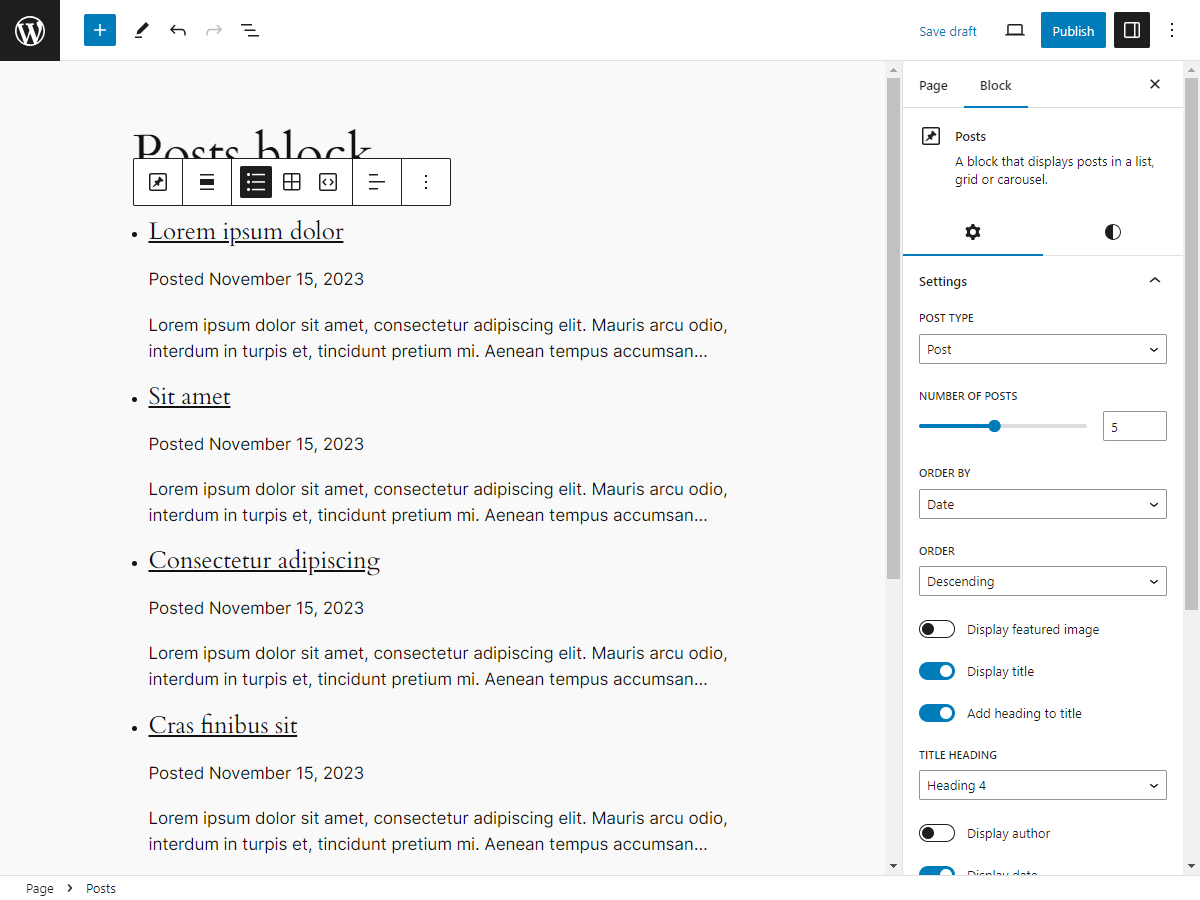 Save draft
Publish
Posts block
Lorem ipsum dolor
Posted November 15, 2023
Lorem ipsum dolor sit amet, consectetur adipiscing elit. Mauris arcu odio,
interdum in turpis et, tincidunt pretium mi. Aenean tempus accumsan…
Sit amet
Posted November 15, 2023
Lorem ipsum dolor sit amet, consectetur adipiscing elit. Mauris arcu odio,
interdum in turpis et, tincidunt pretium mi. Aenean tempus accumsan…
Consectetur adipiscing
Posted November 15, 2023
Lorem ipsum dolor sit amet, consectetur adipiscing elit. Mauris arcu odio,
interdum in turpis et, tincidunt pretium mi. Aenean tempus accumsan…
Cras finibus sit
Posted November 15, 2023
Lorem ipsum dolor sit amet, consectetur adipiscing elit. Mauris arcu odio,
interdum in turpis et, tincidunt pretium mi. Aenean tempus accumsan…
Page Block
Posts
A block that displays posts in a list,
grid or carousel.
Settings
POST TYPE
Post
NUMBER OF POSTS
5
ORDER BY
Date
ORDER
Descending
Display featured image
Display title
Add heading to title
TITLE HEADING
Heading 4
Display author
Display date
Page Posts